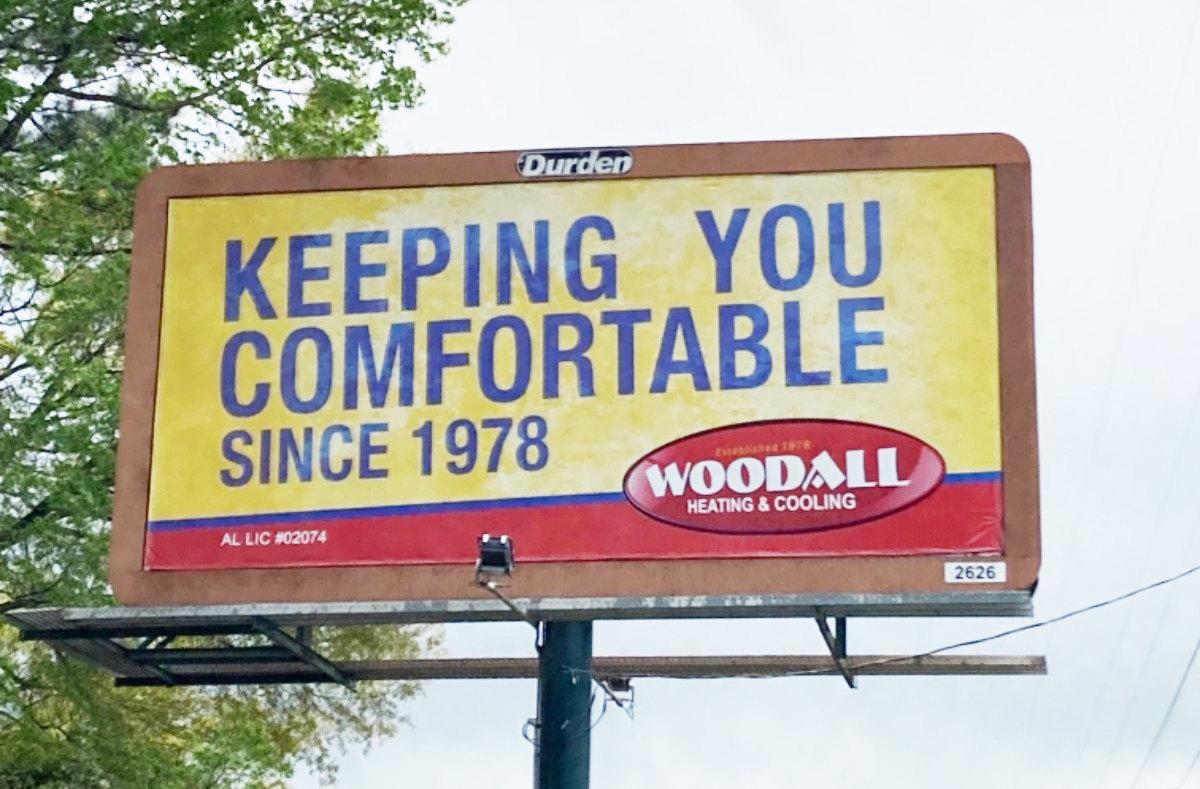 Durden
KEEPING YOU
COMFORTABLE
SINCE 1978
Established 1978
WOODALL
HEATING & COOLING
AL LIC #02074
2626